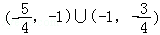 (-5/4, -1)∪(-1, -3/4)